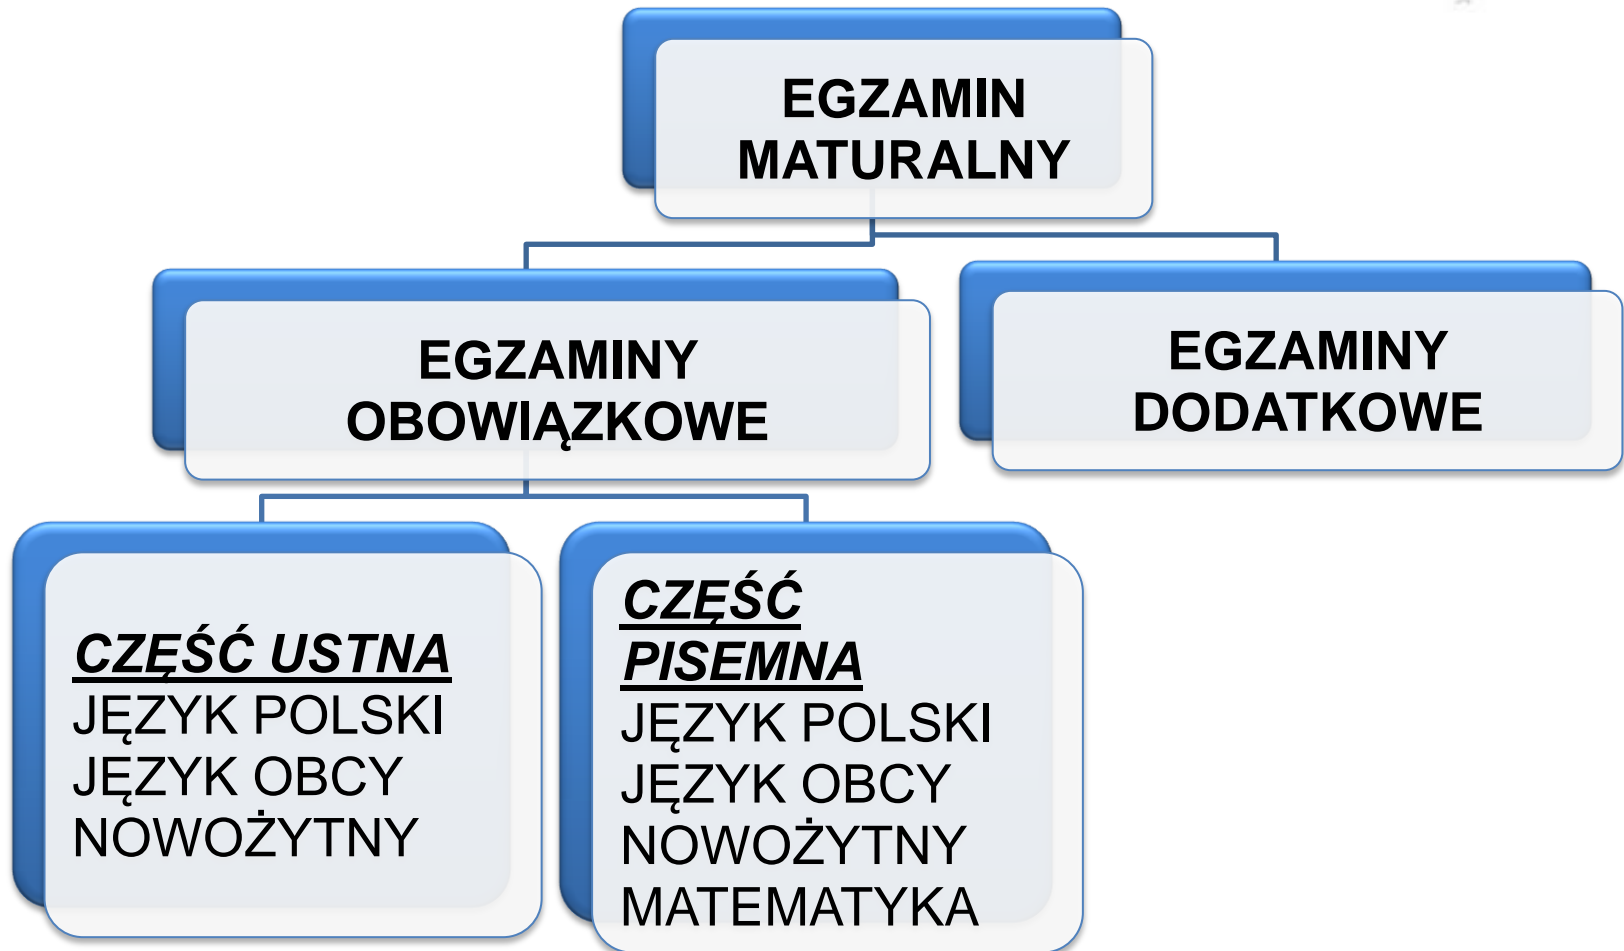 EGZAMIN
MATURALNY
EGZAMINY
OBOWIĄZKOWE
EGZAMINY
DODATKOWE
CZĘŚĆ USTNA
JĘZYK POLSKI
JĘZYK OBCY
NOWOŻYTNY
CZĘŚĆ
PISEMNA
JĘZYK POLSKI
JĘZYK OBCY
NOWOŻYTNY
MATEMATYKA